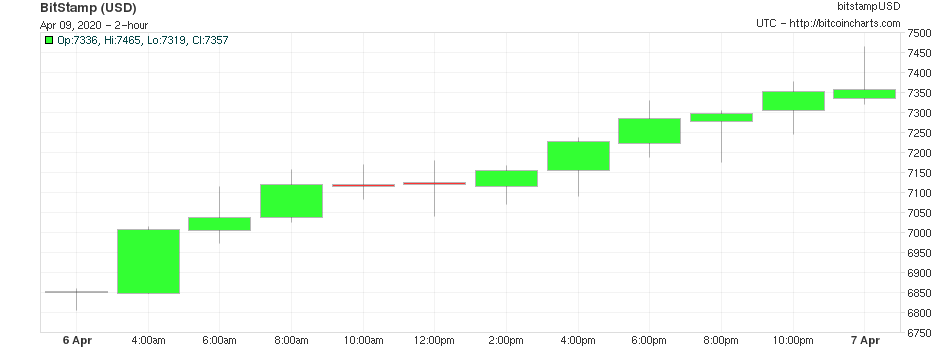 BitStamp (USD)
bitstampUSD
Apr 09, 2020 - 2-hour
UTC - http://bitcoincharts.com
Op:7336, Hi:7465, Lo:7319, Cl:7357
7500
7450
7400
7350
7300
7250
7200
7150
7100
7050
7000
6950
6900
6850
6800
6750
6 Apr
4:00am
6:00am
8:00am
10:00am
12:00pm
2:00pm
4:00pm
6:00pm
8:00pm
10:00pm
7 Apr